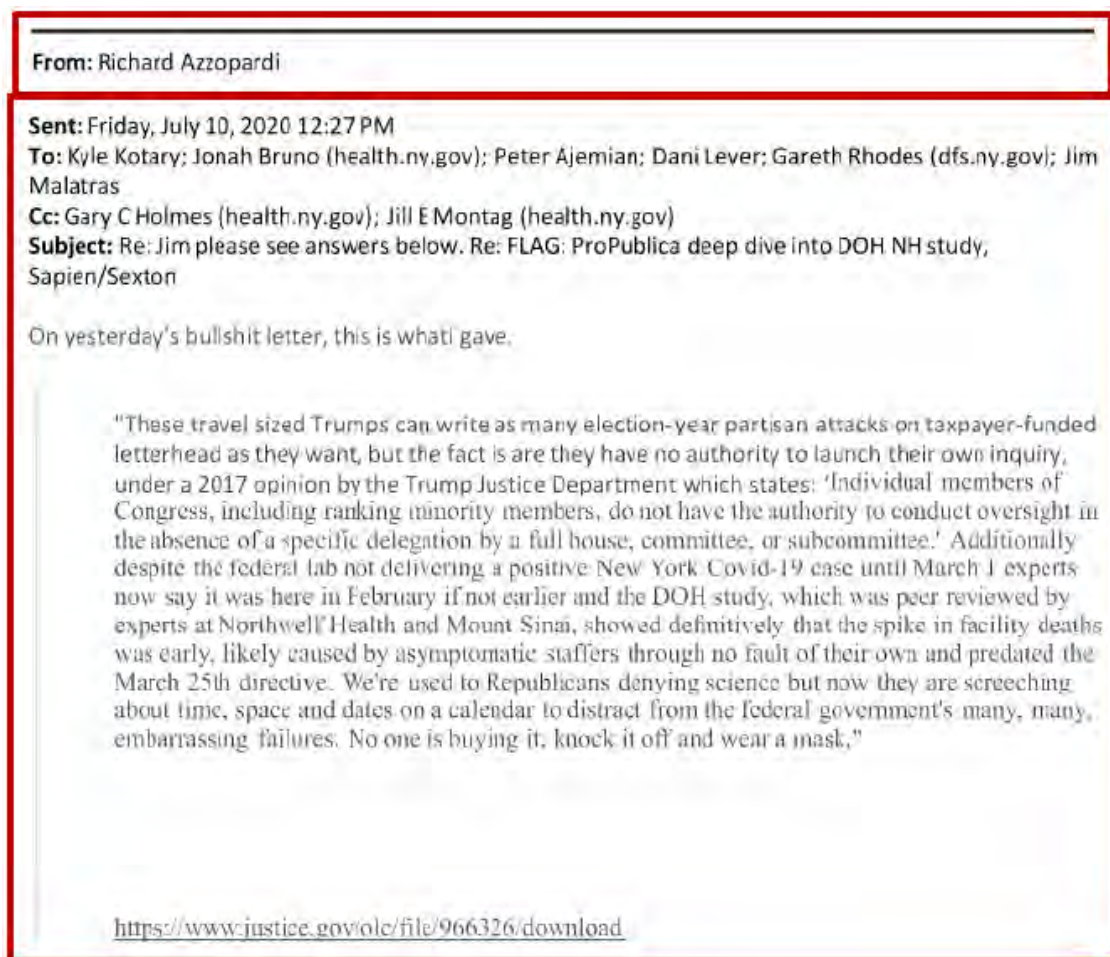 From: Richard Azzopardi
Sent: Friday, July 10, 2020 12:27 PM
To: Kyle Kotary; Jonah Bruno (health.ny.gov); Peter Ajemian; Dani Lever; Gareth Rhodes (dfs.ny.gov); Jim
Malatras
Cc: Gary C Holmes (health.ny.gov); Jill E Montag (health.ny.gov)
Subject: Re: Jim please see answers below. Re: FLAG: ProPublica deep dive into DOH NH study,
Sapien/Sexton
On yesterday's bullshit letter, this is whatI gave.
"These travel sized Trumps can write as many election-year partisan attacks on taxpayer-funded
letterhead as they want, but the fact is are they have no authority to launch their own inquiry,
under a 2017 opinion by the Trump Justice Department which states: 'Individual members of
Congress, including ranking minority members, do not have the authority to conduct oversight in
the absence of a specific delegation by a full house, committee, or subcommittee.' Additionally
despite the federal lab not delivering a positive New York Covid-19 case until March 1 experts
now say it was here in February if not earlier and the DOH study, which was peer reviewed by
experts at Northwell Health and Mount Sinai, showed definitively that the spike in facility deaths
was early, likely caused by asymptomatic staffers through no fault of their own and predated the
March 25th directive. We're used to Republicans denying science but now they are screeching
about time, space and dates on a calendar to distract from the federal government's many, many,
embarrassing failures. No one is buying it, knock it off and wear a mask,"
https://www.justice.gov/olc/file/966326/download